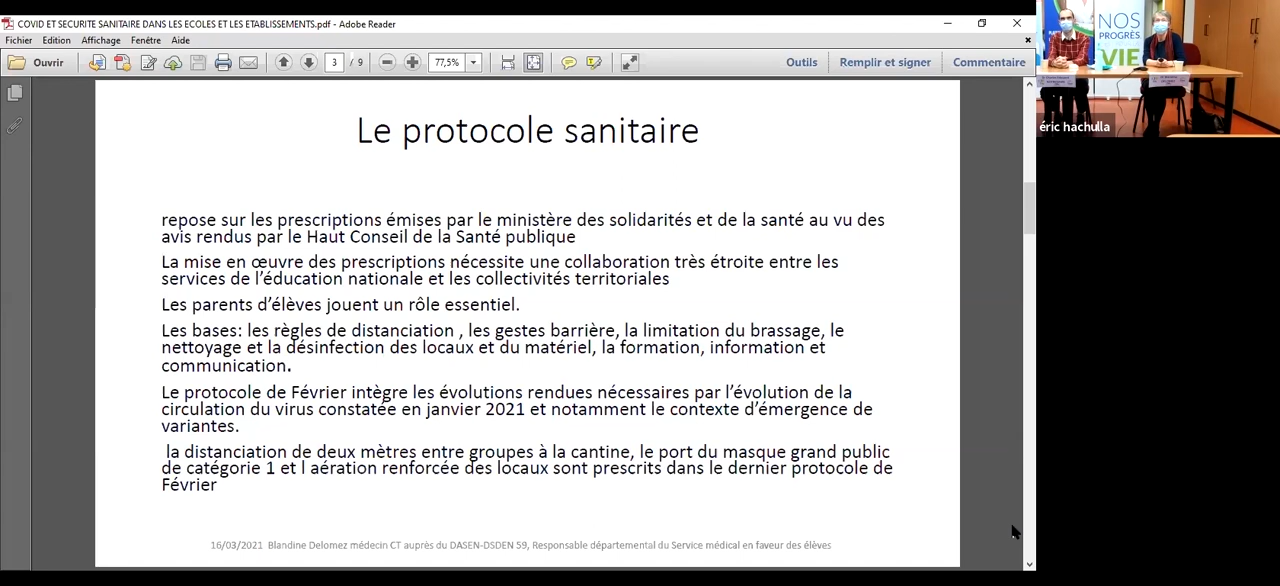 COVID ET SECURITE SANITAIRE DANS LES ECOLES ET LES ETABLISSEMENTS.pdf - Adobe Reader
Fichier Edition Affichage Fenêtre Aide
Ouvrir 3 / 9 77,5% Outils Remplir et signer Commentaire
Le protocole sanitaire
repose sur les prescriptions émises par le ministère des solidarités et de la santé au vu des
avis rendus par le Haut Conseil de la Santé publique
La mise en œuvre des prescriptions nécessite une collaboration très étroite entre les
services de l’éducation nationale et les collectivités territoriales
Les parents d’élèves jouent un rôle essentiel.
Les bases: les règles de distanciation , les gestes barrière, la limitation du brassage, le
nettoyage et la désinfection des locaux et du matériel, la formation, information et
communication.
Le protocole de Février intègre les évolutions rendues nécessaires par l’évolution de la
circulation du virus constatée en janvier 2021 et notamment le contexte d’émergence de
variantes.
la distanciation de deux mètres entre groupes à la cantine, le port du masque grand public
de catégorie 1 et l aération renforcée des locaux sont prescrits dans le dernier protocole de
Février
16/03/2021 Blandine Delomez médecin CT auprès du DASEN-DSDEN 59, Responsable départemental du Service médical en faveur des élèves
NOS
PROGRÈS
VIE
éric hachulla